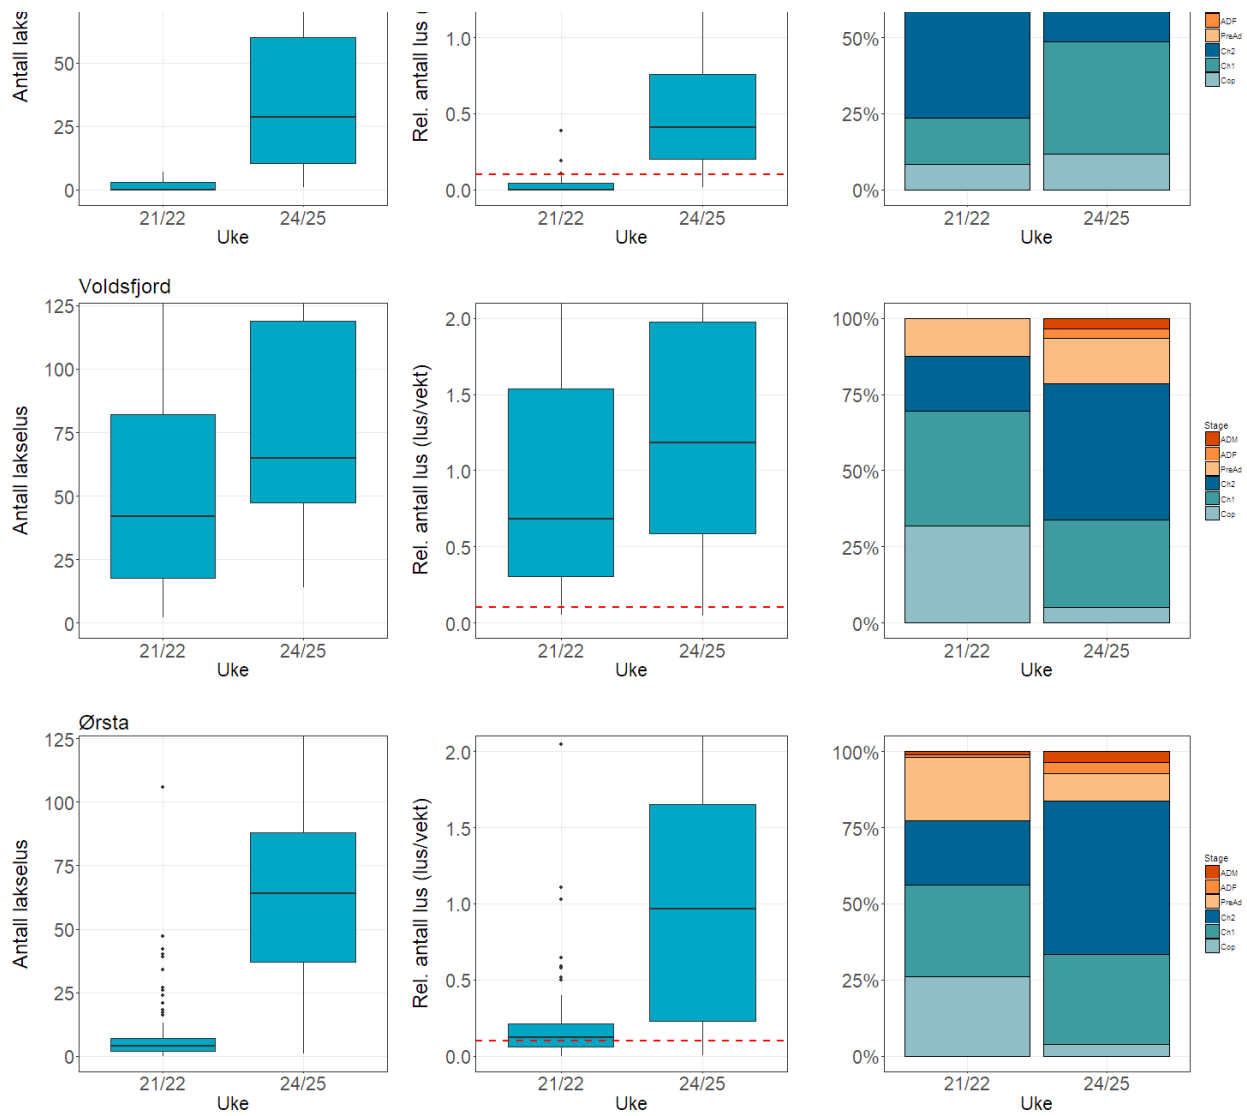 Antall laks
50
25
0
21/22
24/25
Uke
Rel. antall lus (
1.0
0.5
0.0
21/22
24/25
Uke
50%
25%
0%
21/22
24/25
Uke
ADF
PreAd
Ch2
Ch1
Cop
Voldsfjord
Antall lakselus
125
100
75
50
25
0
21/22
24/25
Uke
Rel. antall lus (lus/vekt)
2.0
1.5
1.0
0.5
0.0
21/22
24/25
Uke
100%
75%
50%
25%
0%
21/22
24/25
Uke
Stage
ADM
ADF
PreAd
Ch2
Ch1
Cop
Ørsta
Antall lakselus
125
100
75
50
25
0
21/22
24/25
Uke
Rel. antall lus (lus/vekt)
2.0
1.5
1.0
0.5
0.0
21/22
24/25
Uke
100%
75%
50%
25%
0%
21/22
24/25
Uke
Stage
ADM
ADF
PreAd
Ch2
Ch1
Cop